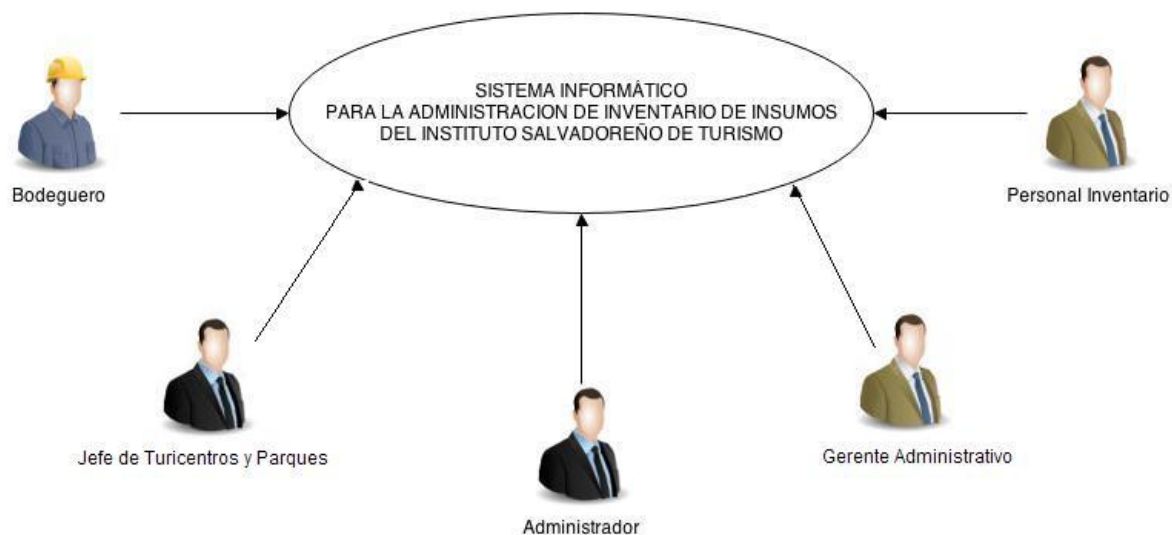 SISTEMA INFORMÁTICO
PARA LA ADMINISTRACION DE INVENTARIO DE INSUMOS
DEL INSTITUTO SALVADOREÑO DE TURISMO
Bodeguero
Personal Inventario
Jefe de Turicentros y Parques
Gerente Administrativo
Administrador